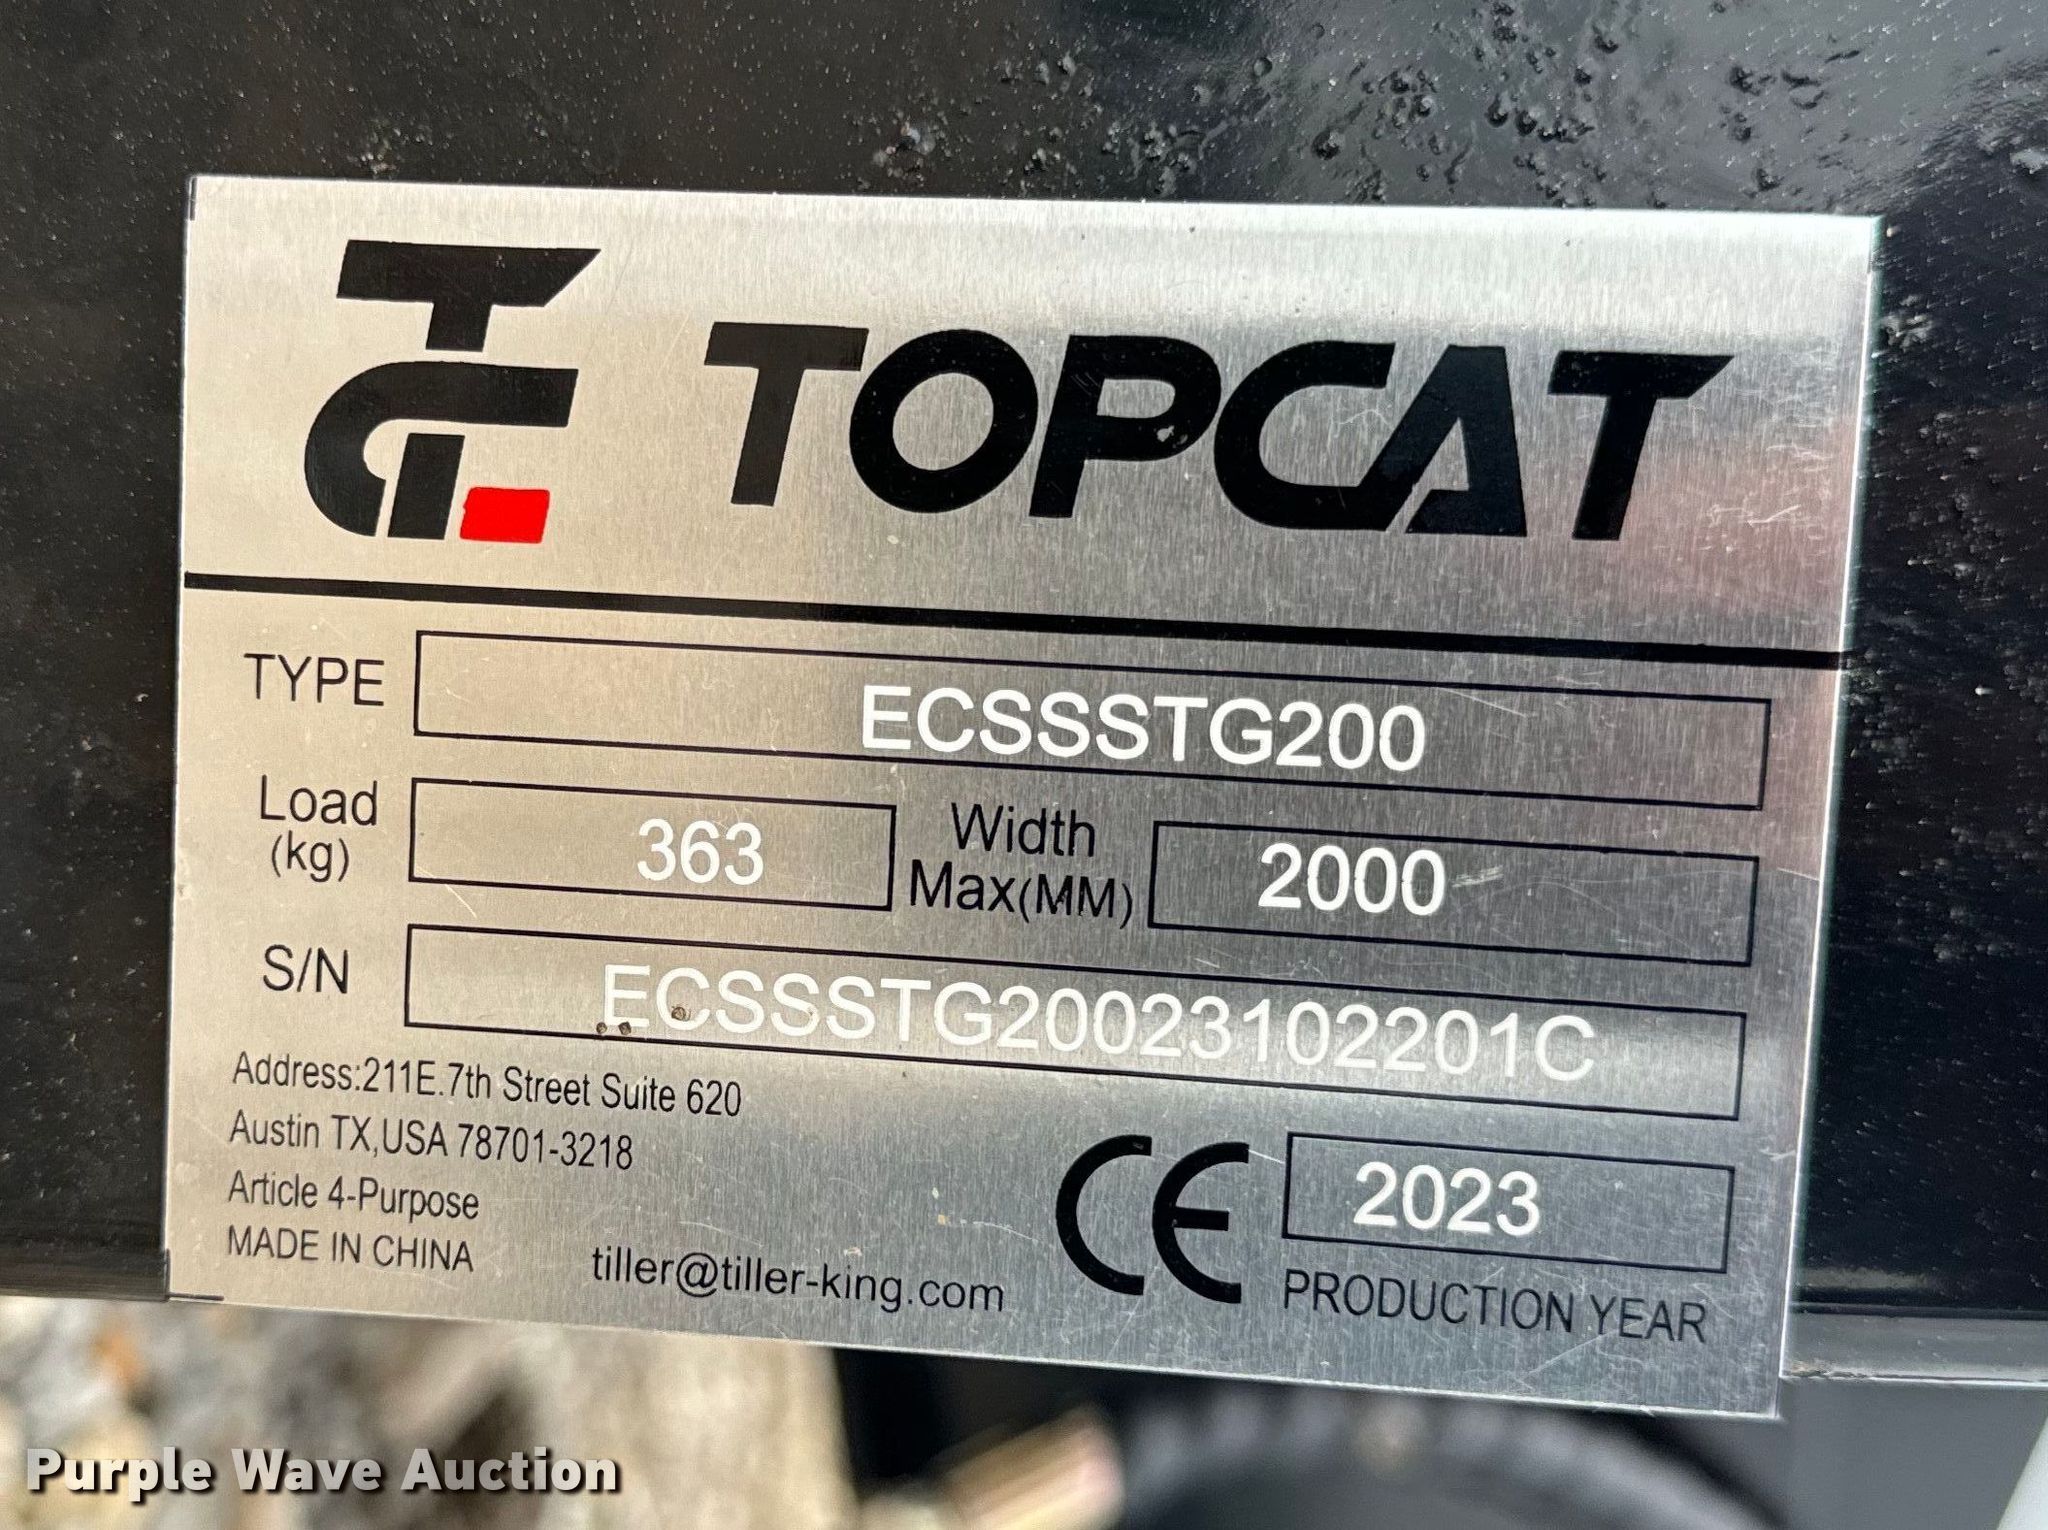 TC TOPCAT
TYPE ECSSSTG200
Load (kg) 363 Width Max(MM) 2000
S/N ECSSSTG20023102201C
Address:211E.7th Street Suite 620
Austin TX,USA 78701-3218
Article 4-Purpose
MADE IN CHINA
tiller@tiller-king.com
CE
2023
PRODUCTION YEAR
Purple Wave Auction